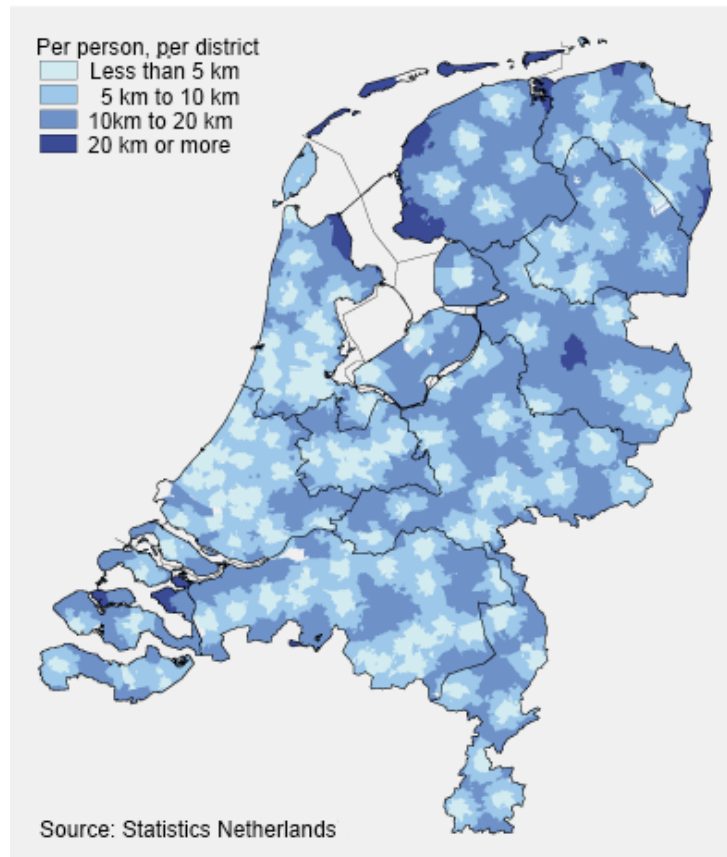 Per person, per district
Less than 5 km
5 km to 10 km
10km to 20 km
20 km or more
Source: Statistics Netherlands